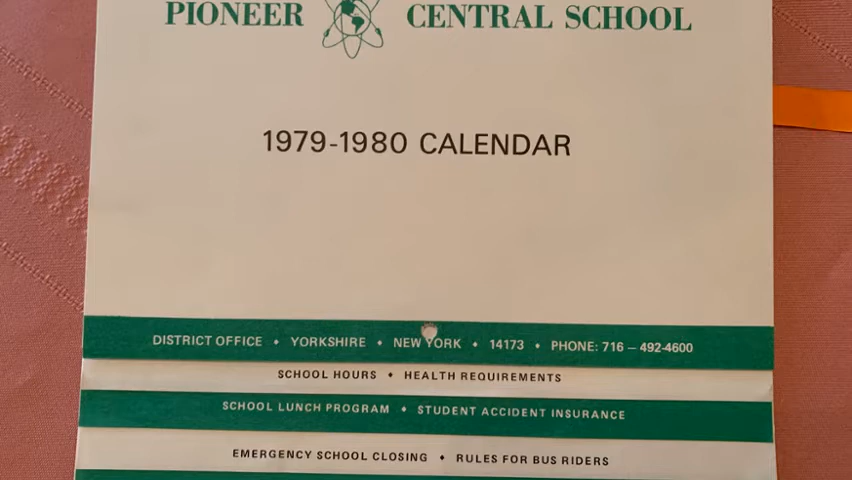 PIONEER CENTRAL SCHOOL
1979-1980 CALENDAR
DISTRICT OFFICE • YORKSHIRE • NEW YORK • 14173 • PHONE: 716 — 492-4600
SCHOOL HOURS • HEALTH REQUIREMENTS
SCHOOL LUNCH PROGRAM • STUDENT ACCIDENT INSURANCE
EMERGENCY SCHOOL CLOSING • RULES FOR BUS RIDERS